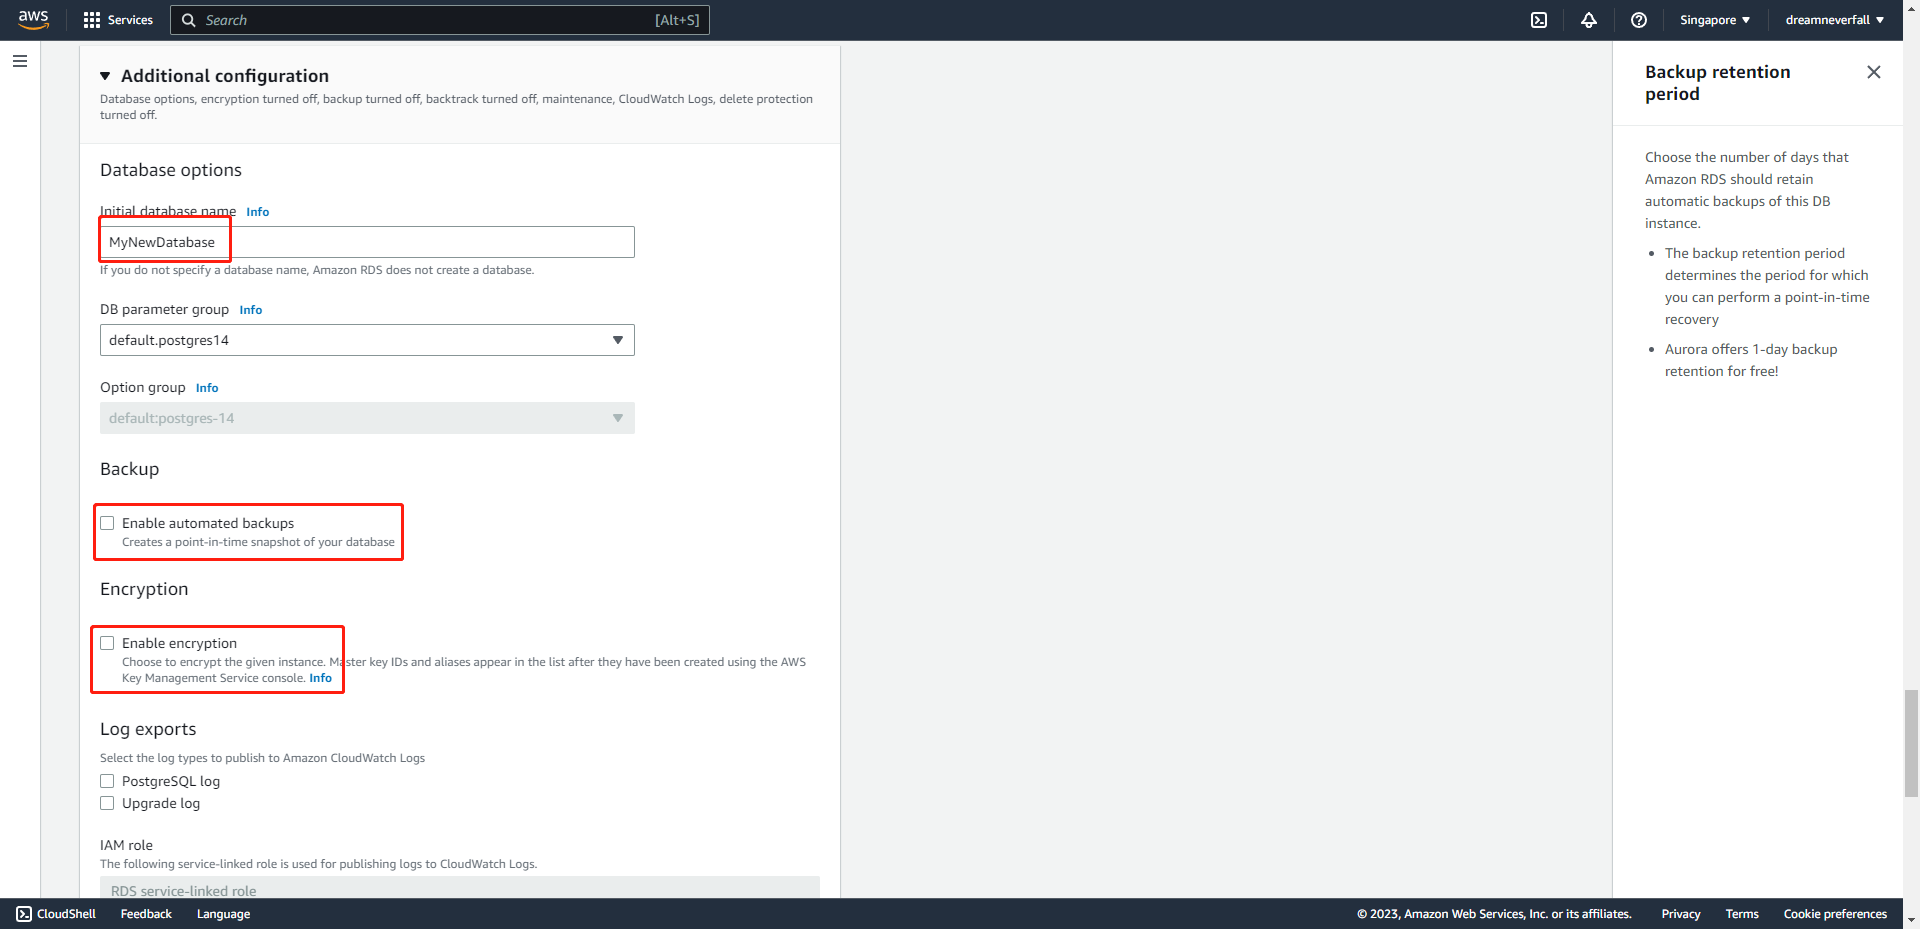 aws
Services
Search
[Alt+S]
Singapore
dreamneverfall
Additional configuration
Database options, encryption turned off, backup turned off, backtrack turned off, maintenance, CloudWatch Logs, delete protection
turned off.
Database options
Initial database name Info
MyNewDatabase
If you do not specify a database name, Amazon RDS does not create a database.
DB parameter group Info
default.postgres14
Option group Info
default:postgres-14
Backup
Enable automated backups
Creates a point-in-time snapshot of your database
Encryption
Enable encryption
Choose to encrypt the given instance. Master key IDs and aliases appear in the list after they have been created using the AWS
Key Management Service console. Info
Log exports
Select the log types to publish to Amazon CloudWatch Logs
PostgreSQL log
Upgrade log
IAM role
The following service-linked role is used for publishing logs to CloudWatch Logs.
RDS service-linked role
Backup retention
period
Choose the number of days that
Amazon RDS should retain
automatic backups of this DB
instance.
• The backup retention period
determines the period for which
you can perform a point-in-time
recovery
• Aurora offers 1-day backup
retention for free!
CloudShell
Feedback
Language
© 2023, Amazon Web Services, Inc. or its affiliates.
Privacy
Terms
Cookie preferences